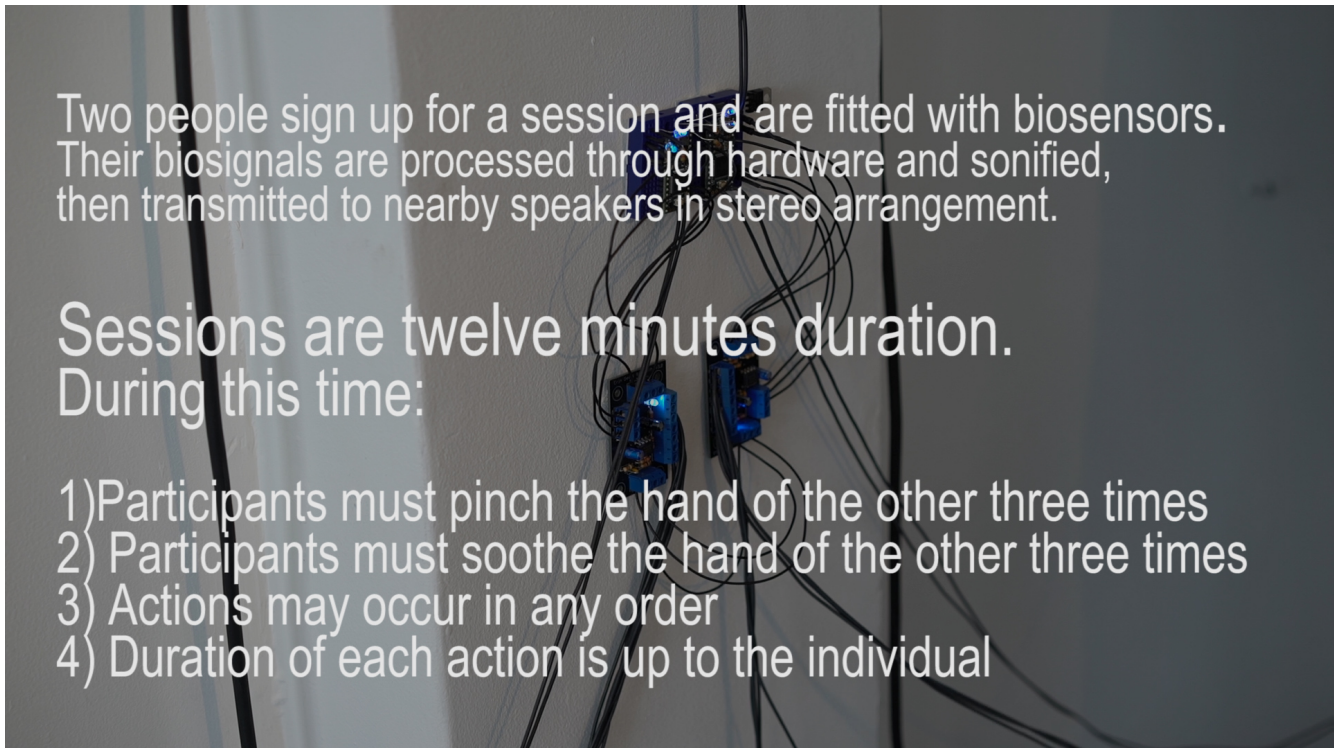 Two people sign up for a session and are fitted with biosensors.
Their biosignals are processed through hardware and sonified,
then transmitted to nearby speakers in stereo arrangement.
Sessions are twelve minutes duration.
During this time:
1)Participants must pinch the hand of the other three times
2) Participants must soothe the hand of the other three times
3) Actions may occur in any order
4) Duration of each action is up to the individual